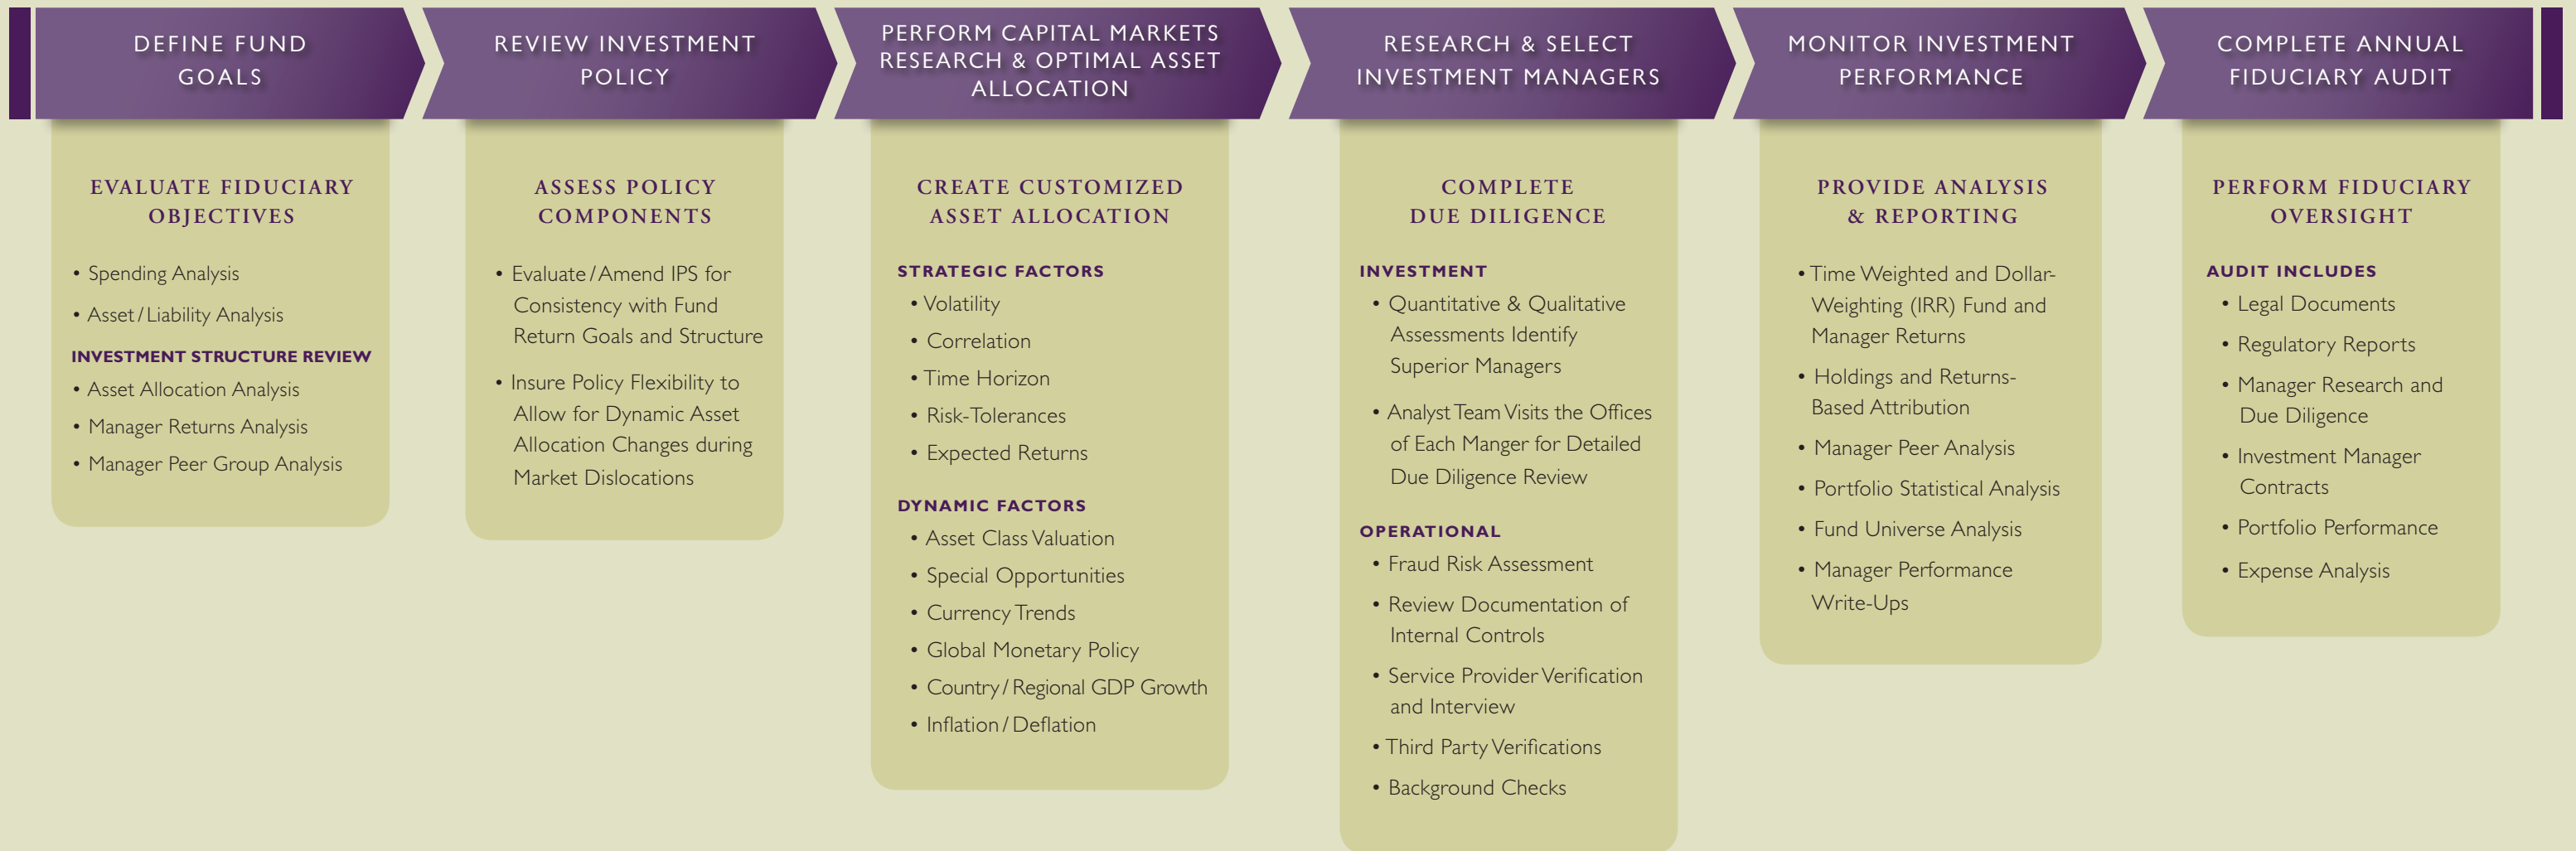 DEFINE FUND
GOALS
REVIEW INVESTMENT
POLICY
PERFORM CAPITAL MARKETS
RESEARCH & OPTIMAL ASSET
ALLOCATION
RESEARCH & SELECT
INVESTMENT MANAGERS
MONITOR INVESTMENT
PERFORMANCE
COMPLETE ANNUAL
FIDUCIARY AUDIT
EVALUATE FIDUCIARY
OBJECTIVES
• Spending Analysis
• Asset / Liability Analysis
INVESTMENT STRUCTURE REVIEW
• Asset Allocation Analysis
• Manager Returns Analysis
• Manager Peer Group Analysis
ASSESS POLICY
COMPONENTS
• Evaluate / Amend IPS for
Consistency with Fund
Return Goals and Structure
• Insure Policy Flexibility to
Allow for Dynamic Asset
Allocation Changes during
Market Dislocations
CREATE CUSTOMIZED
ASSET ALLOCATION
STRATEGIC FACTORS
• Volatility
• Correlation
• Time Horizon
• Risk-Tolerances
• Expected Returns
DYNAMIC FACTORS
• Asset Class Valuation
• Special Opportunities
• Currency Trends
• Global Monetary Policy
• Country / Regional GDP Growth
• Inflation / Deflation
COMPLETE
DUE DILIGENCE
INVESTMENT
• Quantitative & Qualitative
Assessments Identify
Superior Managers
• Analyst Team Visits the Offices
of Each Manger for Detailed
Due Diligence Review
OPERATIONAL
• Fraud Risk Assessment
• Review Documentation of
Internal Controls
• Service Provider Verification
and Interview
• Third Party Verifications
• Background Checks
PROVIDE ANALYSIS
& REPORTING
• Time Weighted and Dollar-
Weighting (IRR) Fund and
Manager Returns
• Holdings and Returns-
Based Attribution
• Manager Peer Analysis
• Portfolio Statistical Analysis
• Fund Universe Analysis
• Manager Performance
Write-Ups
PERFORM FIDUCIARY
OVERSIGHT
AUDIT INCLUDES
• Legal Documents
• Regulatory Reports
• Manager Research and
Due Diligence
• Investment Manager
Contracts
• Portfolio Performance
• Expense Analysis